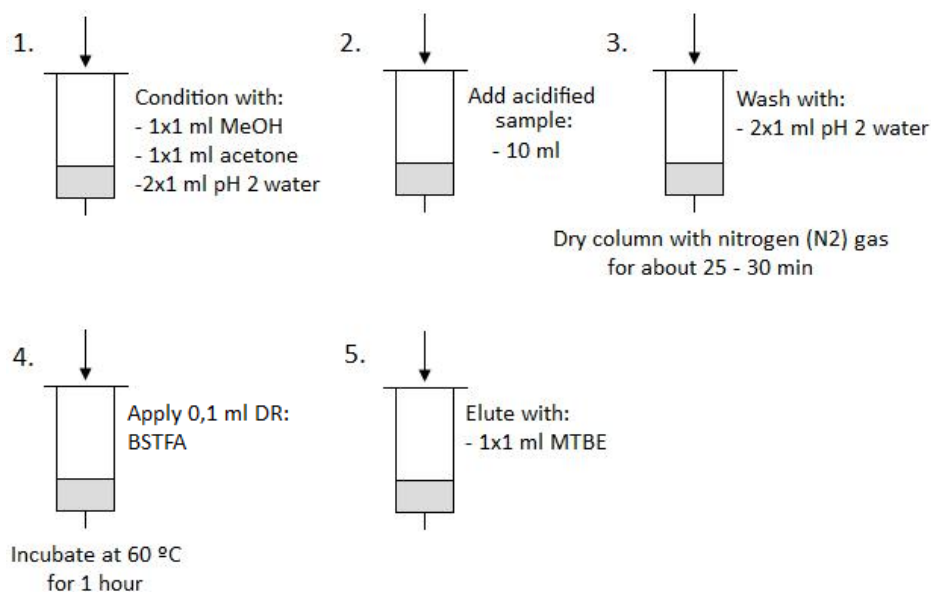 1.
Condition with:
- 1x1 ml MeOH
- 1x1 ml acetone
-2x1 ml pH 2 water
2.
Add acidified
sample:
- 10 ml
3.
Wash with:
- 2x1 ml pH 2 water
Dry column with nitrogen (N2) gas
for about 25 - 30 min
4.
Apply 0,1 ml DR:
BSTFA
Incubate at 60 ºC
for 1 hour
5.
Elute with:
- 1x1 ml MTBE